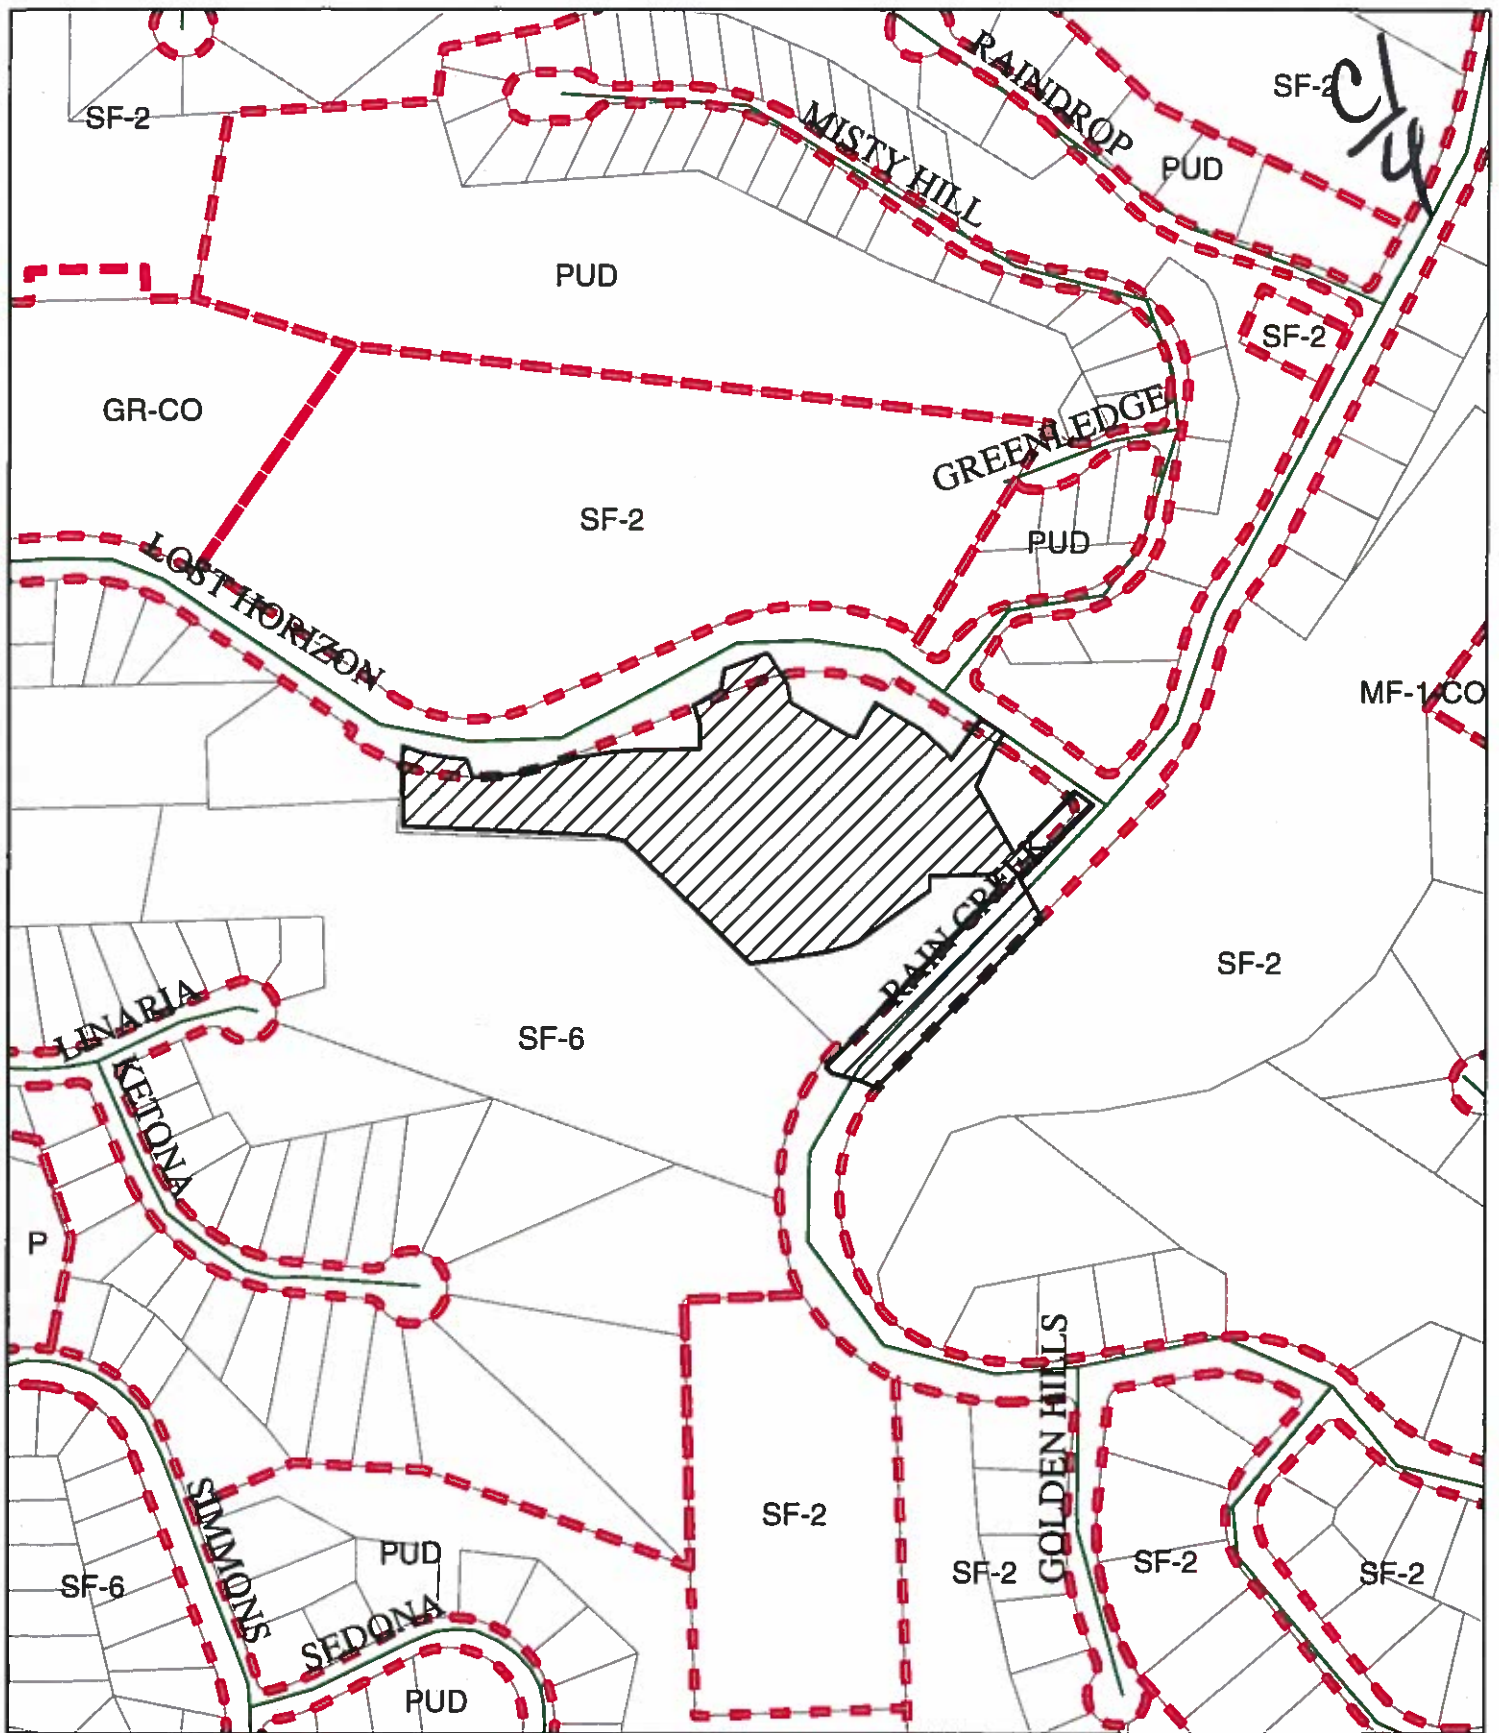 RAINDROP
SF-2
C/4
SF-2
MISTY HILL
PUD
PUD
SF-2
GR-CO
GREENLEDGE
SF-2
PUD
LOST HORIZON
MF-1-CO
RAIN CREEK
SF-2
LINARIA
SF-6
KETONA
P
GOLDEN HILLS
SIMMONS
SF-2
PUD
SF-2
SF-2
SF-2
SF-6
SEDONA
PUD